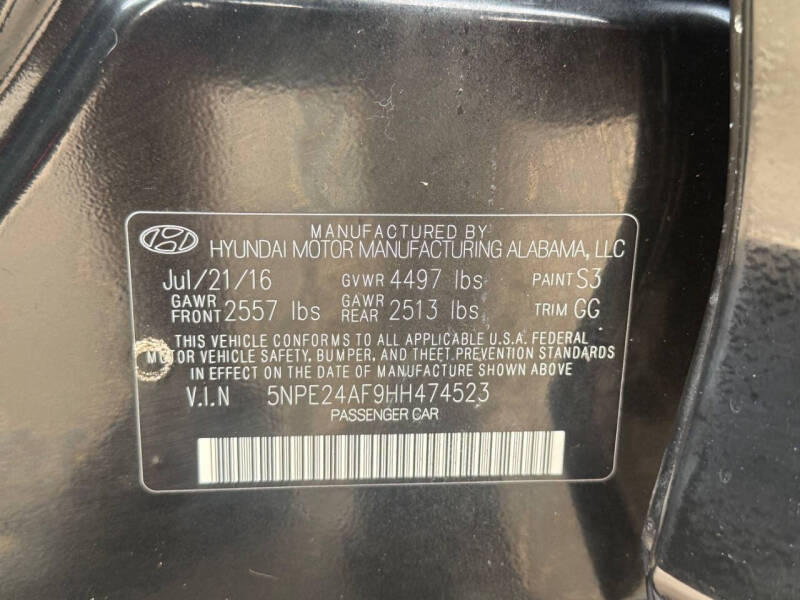 MANUFACTURED BY
HYUNDAI MOTOR MANUFACTURING ALABAMA, LLC
Jul/21/16 GVWR 4497 lbs PAINT S3
GAWR FRONT 2557 lbs GAWR REAR 2513 lbs TRIM GG
THIS VEHICLE CONFORMS TO ALL APPLICABLE U.S.A. FEDERAL
MOTOR VEHICLE SAFETY, BUMPER, AND THEFT PREVENTION STANDARDS
IN EFFECT ON THE DATE OF MANUFACTURE SHOWN ABOVE
V.I.N 5NPE24AF9HH474523
PASSENGER CAR